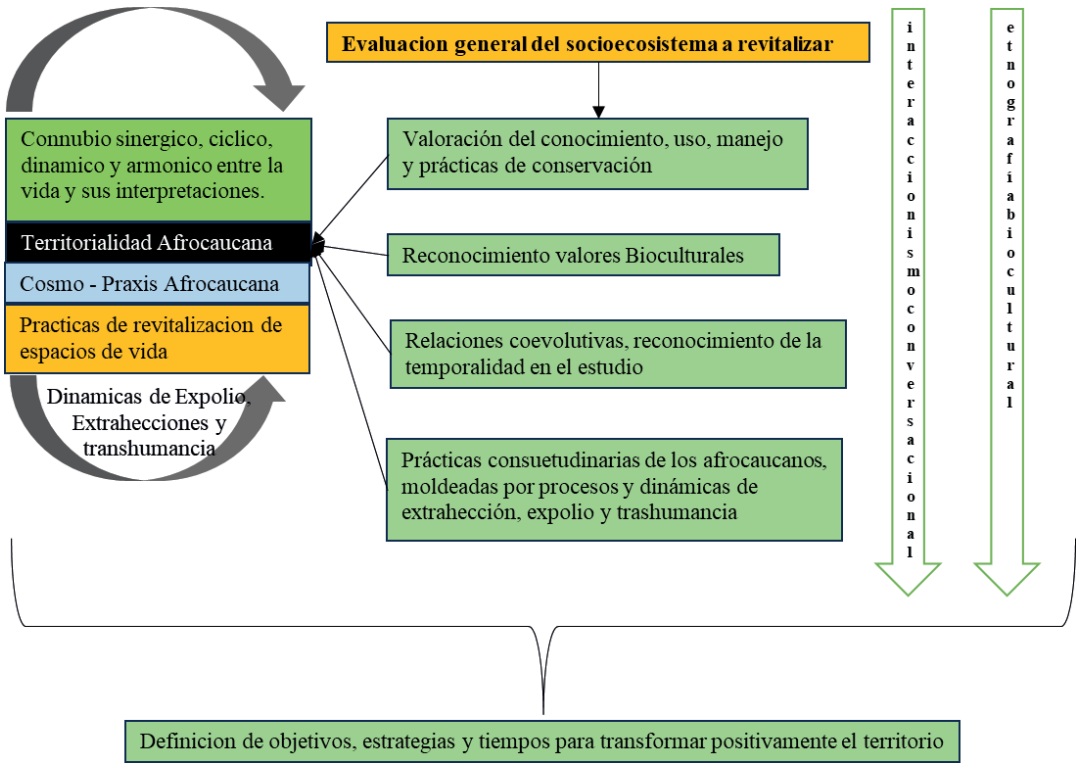 Evaluacion general del socioecosistema a revitalizar
Connubio sinergico, ciclico,
dinamico y armonico entre la
vida y sus interpretaciones.
Territorialidad Afrocaucana
Cosmo - Praxis Afrocaucana
Practicas de revitalizacion de
espacios de vida
Dinamicas de Expolio,
Extrahecciones y
transhumancia
Valoración del conocimiento, uso, manejo
y prácticas de conservación
Reconocimiento valores Bioculturales
Relaciones coevolutivas, reconocimiento de la
temporalidad en el estudio
Prácticas consuetudinarias de los afrocaucanos,
moldeadas por procesos y dinámicas de
extrahección, expolio y trashumancia
interaccionismoconversacional
etnografíabiocultural
Definicion de objetivos, estrategias y tiempos para transformar positivamente el territorio